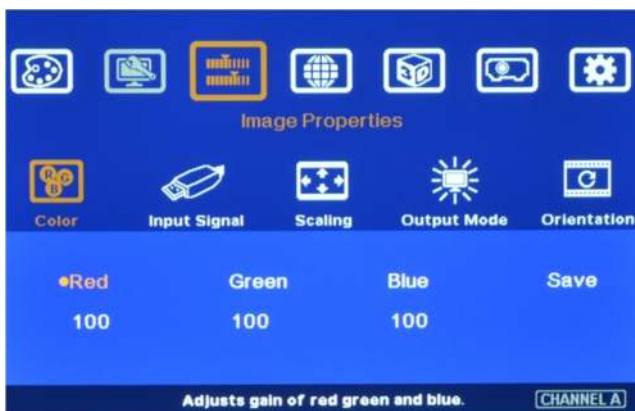 3D
Image Properties
R G
B
Color Input Signal Scaling Output Mode Orientation
Red Green Blue Save
100 100 100
Adjusts gain of red green and blue. CHANNEL A